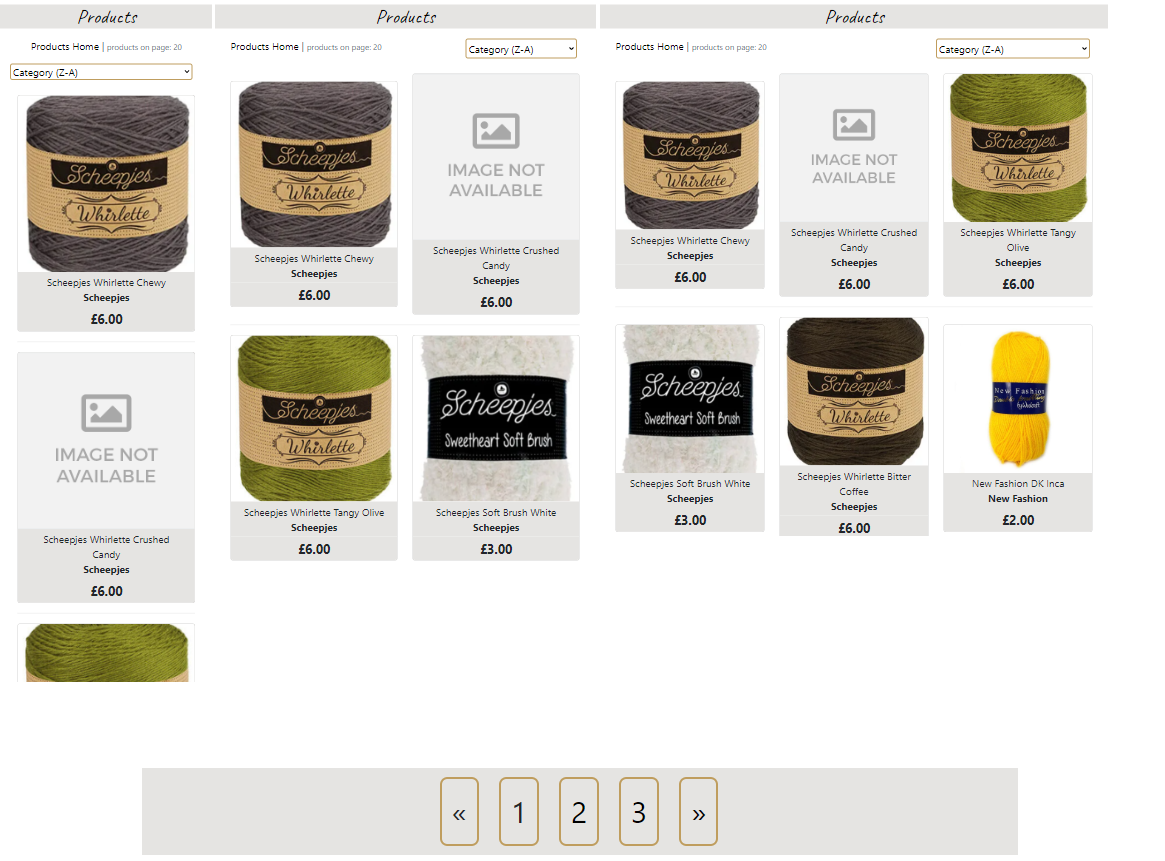 Products
Products Home | products on page: 20
Category (Z-A)
Scheepjes
Whirlette
Scheepjes Whirlette Chewy
Scheepjes
£6.00
IMAGE NOT
AVAILABLE
Scheepjes Whirlette Crushed
Candy
Scheepjes
£6.00
Products
Products Home | products on page: 20
Category (Z-A)
Scheepjes
Whirlette
Scheepjes Whirlette Chewy
Scheepjes
£6.00
IMAGE NOT
AVAILABLE
Scheepjes Whirlette Crushed
Candy
Scheepjes
£6.00
Scheepjes
Whirlette
Scheepjes Whirlette Tangy Olive
Scheepjes
£6.00
Scheepjes
Sweetheart Soft Brush
Scheepjes Soft Brush White
Scheepjes
£3.00
Products
Products Home | products on page: 20
Category (Z-A)
Scheepjes
Whirlette
Scheepjes Whirlette Chewy
Scheepjes
£6.00
IMAGE NOT
AVAILABLE
Scheepjes Whirlette Crushed
Candy
Scheepjes
£6.00
Scheepjes
Whirlette
Scheepjes Whirlette Tangy
Olive
Scheepjes
£6.00
Scheepjes
Sweetheart Soft Brush
Scheepjes Soft Brush White
Scheepjes
£3.00
Scheepjes
Whirlette
Scheepjes Whirlette Bitter
Coffee
Scheepjes
£6.00
New Fashion
New Fashion DK Inca
New Fashion
£2.00
« 1 2 3 »